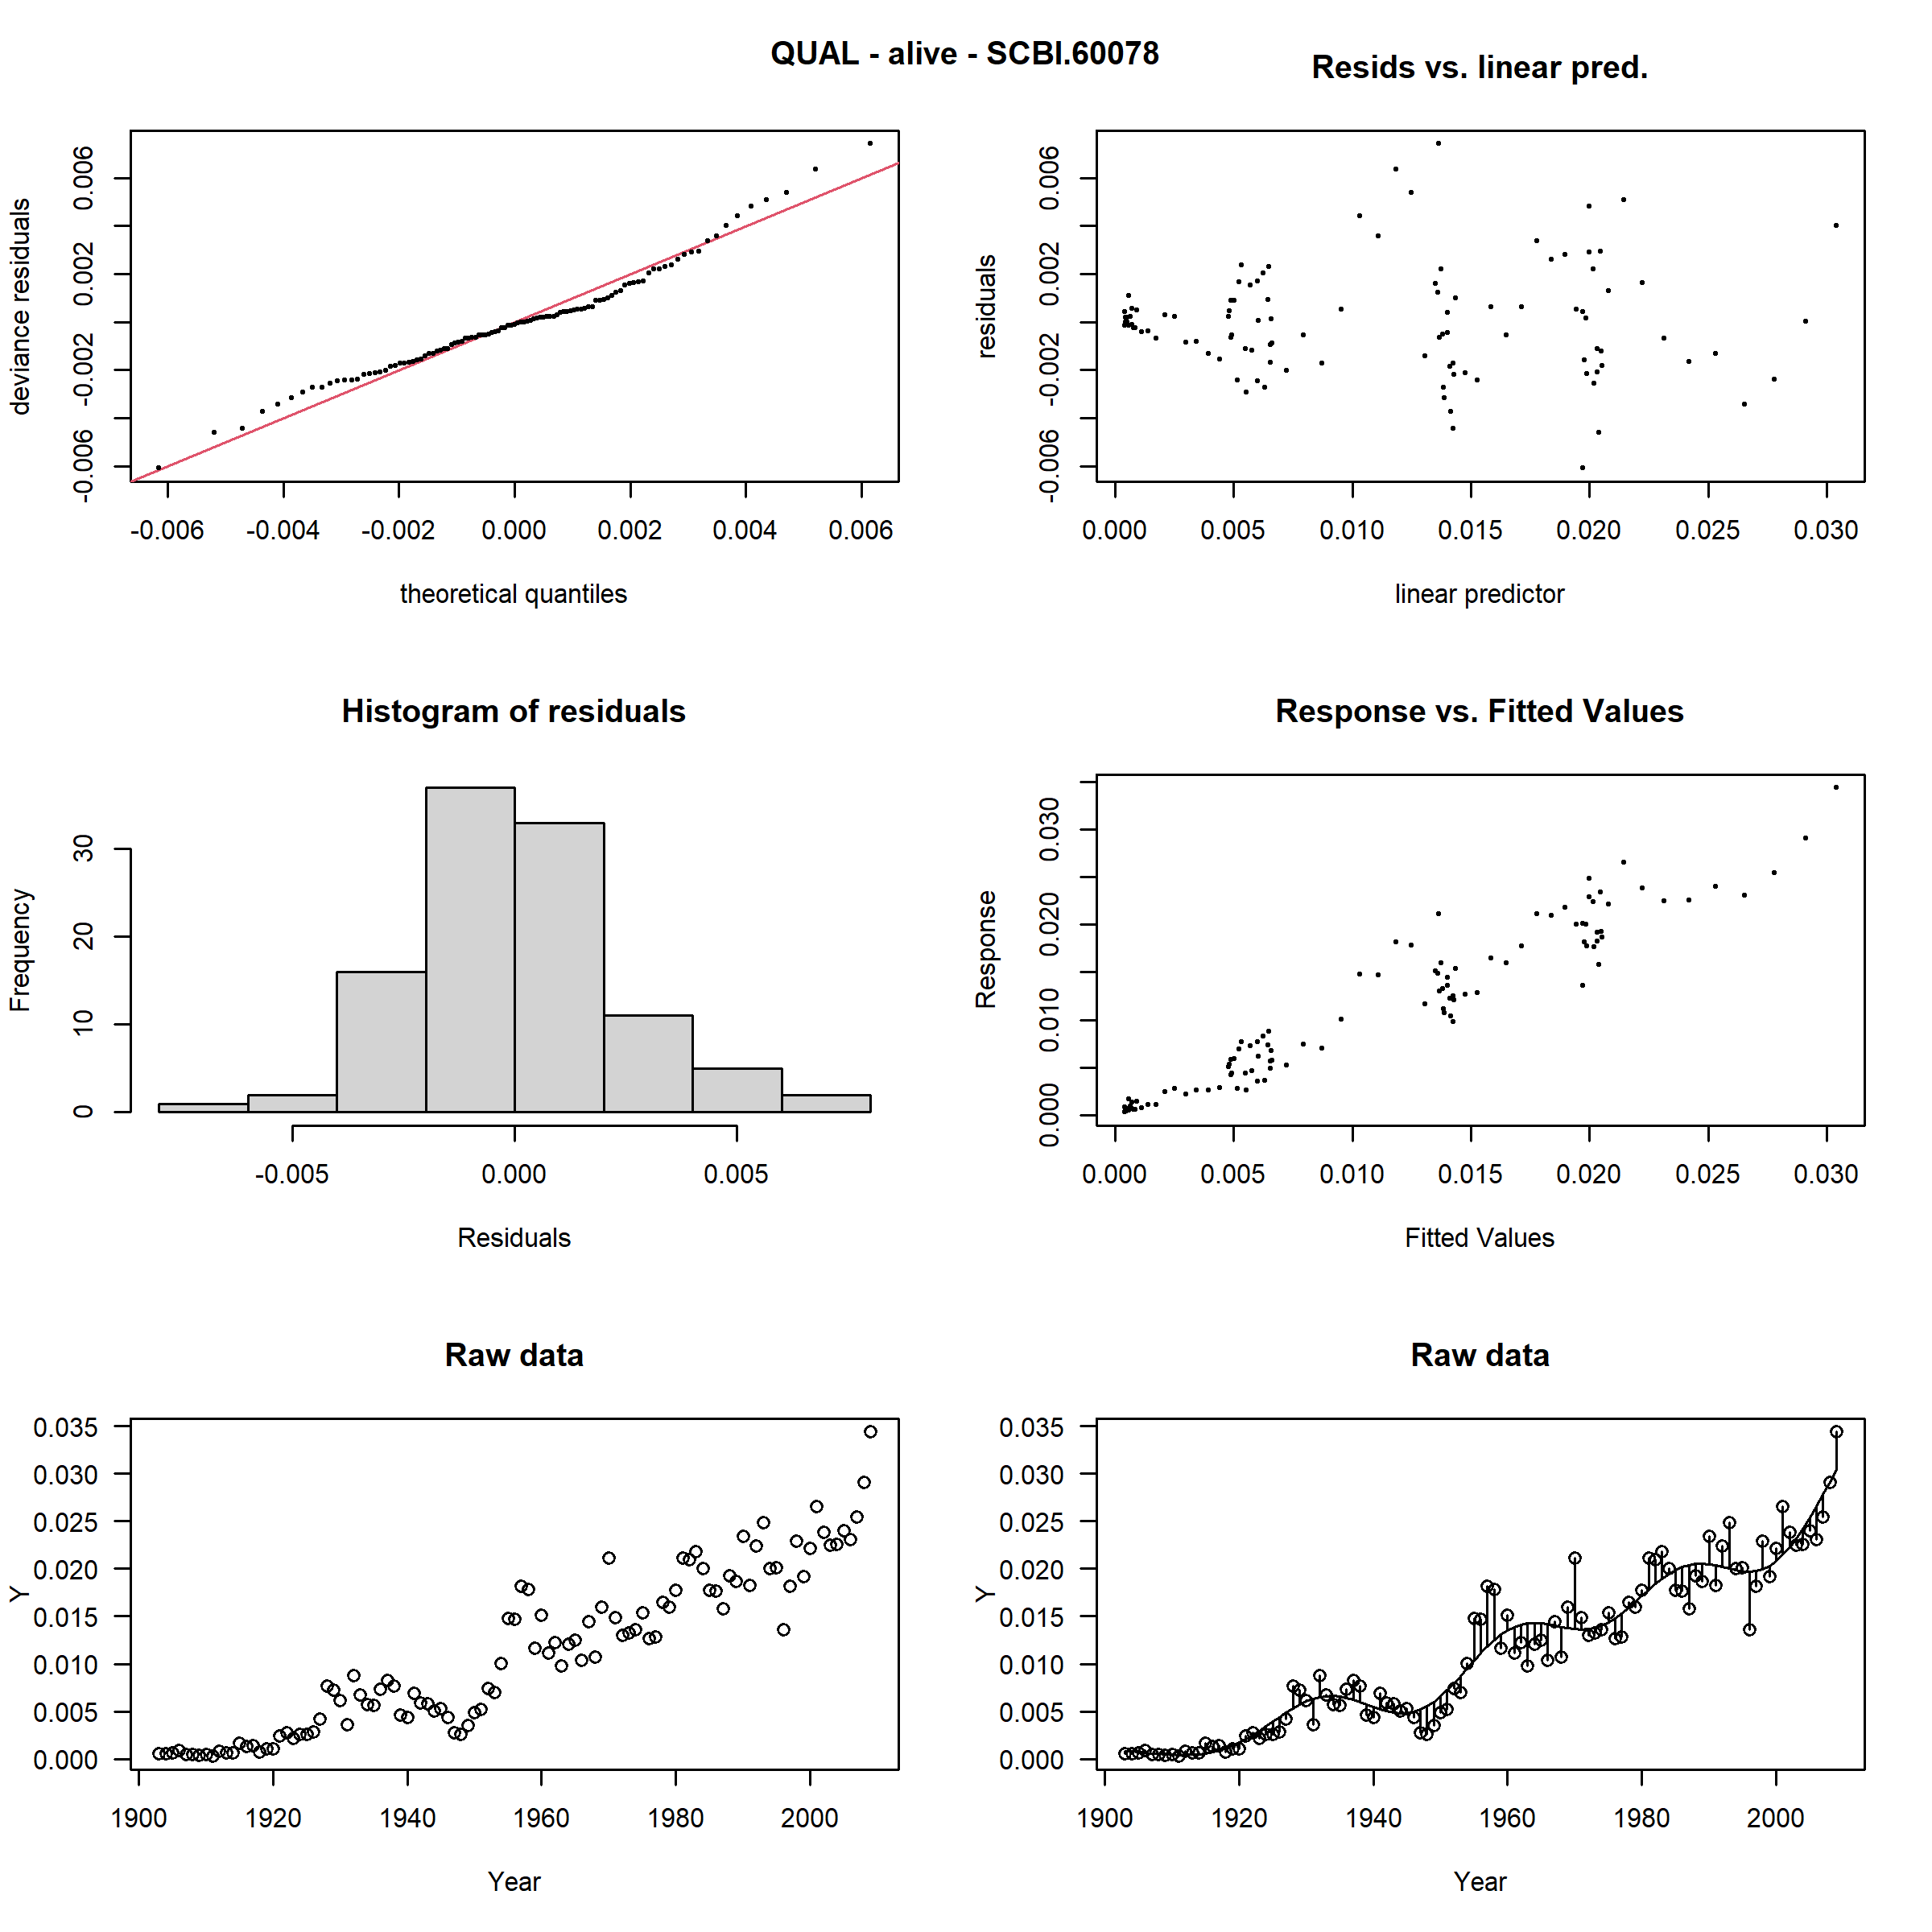 QUAL - alive - SCBI.60078
deviance residuals
-0.006 -0.002 0.002 0.006
-0.006 -0.004 -0.002 0.000 0.002 0.004 0.006
theoretical quantiles
Resids vs. linear pred.
residuals
-0.006 -0.002 0.002 0.006
0.000 0.005 0.010 0.015 0.020 0.025 0.030
linear predictor
Histogram of residuals
Frequency
0 10 20 30
-0.005 0.000 0.005
Residuals
Response vs. Fitted Values
Response
0.000 0.010 0.020 0.030
0.000 0.005 0.010 0.015 0.020 0.025 0.030
Fitted Values
Raw data
Y
0.035
0.030
0.025
0.020
0.015
0.010
0.005
0.000
1900 1920 1940 1960 1980 2000
Year
Raw data
Y
0.035
0.030
0.025
0.020
0.015
0.010
0.005
0.000
1900 1920 1940 1960 1980 2000
Year